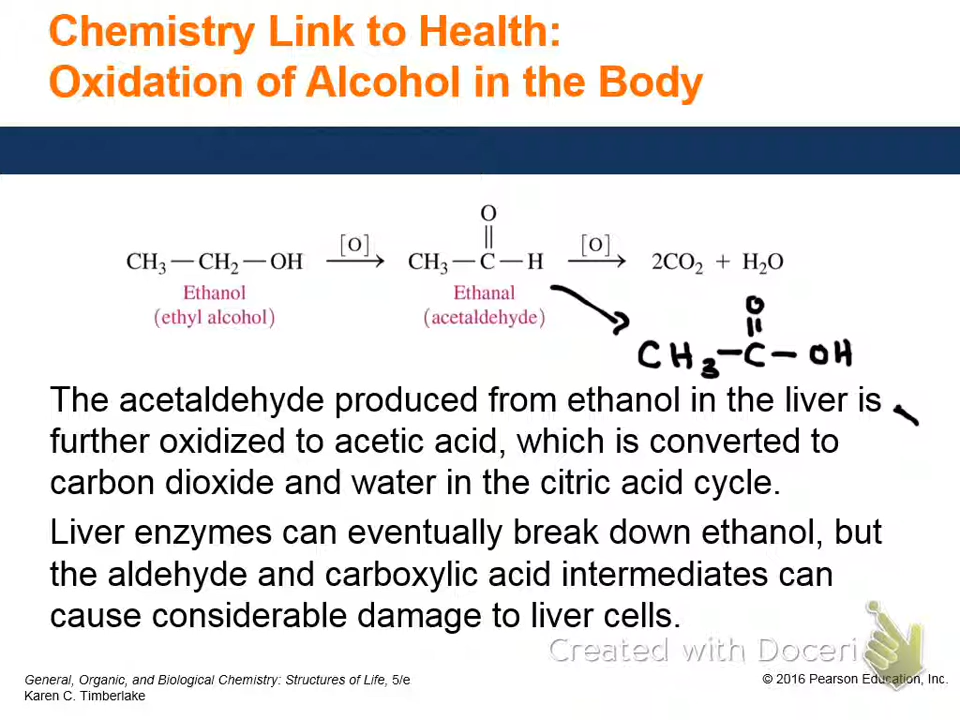 Chemistry Link to Health:
Oxidation of Alcohol in the Body
O
||
CH₃—CH₂—OH [O]→ CH₃—C—H [O]→ 2CO₂ + H₂O
Ethanol
(ethyl alcohol)
Ethanal
(acetaldehyde)
O
||
CH₃—C—OH
The acetaldehyde produced from ethanol in the liver is
further oxidized to acetic acid, which is converted to
carbon dioxide and water in the citric acid cycle.
Liver enzymes can eventually break down ethanol, but
the aldehyde and carboxylic acid intermediates can
cause considerable damage to liver cells.
Created with Doceri
General, Organic, and Biological Chemistry: Structures of Life, 5/e
Karen C. Timberlake
© 2016 Pearson Education, Inc.